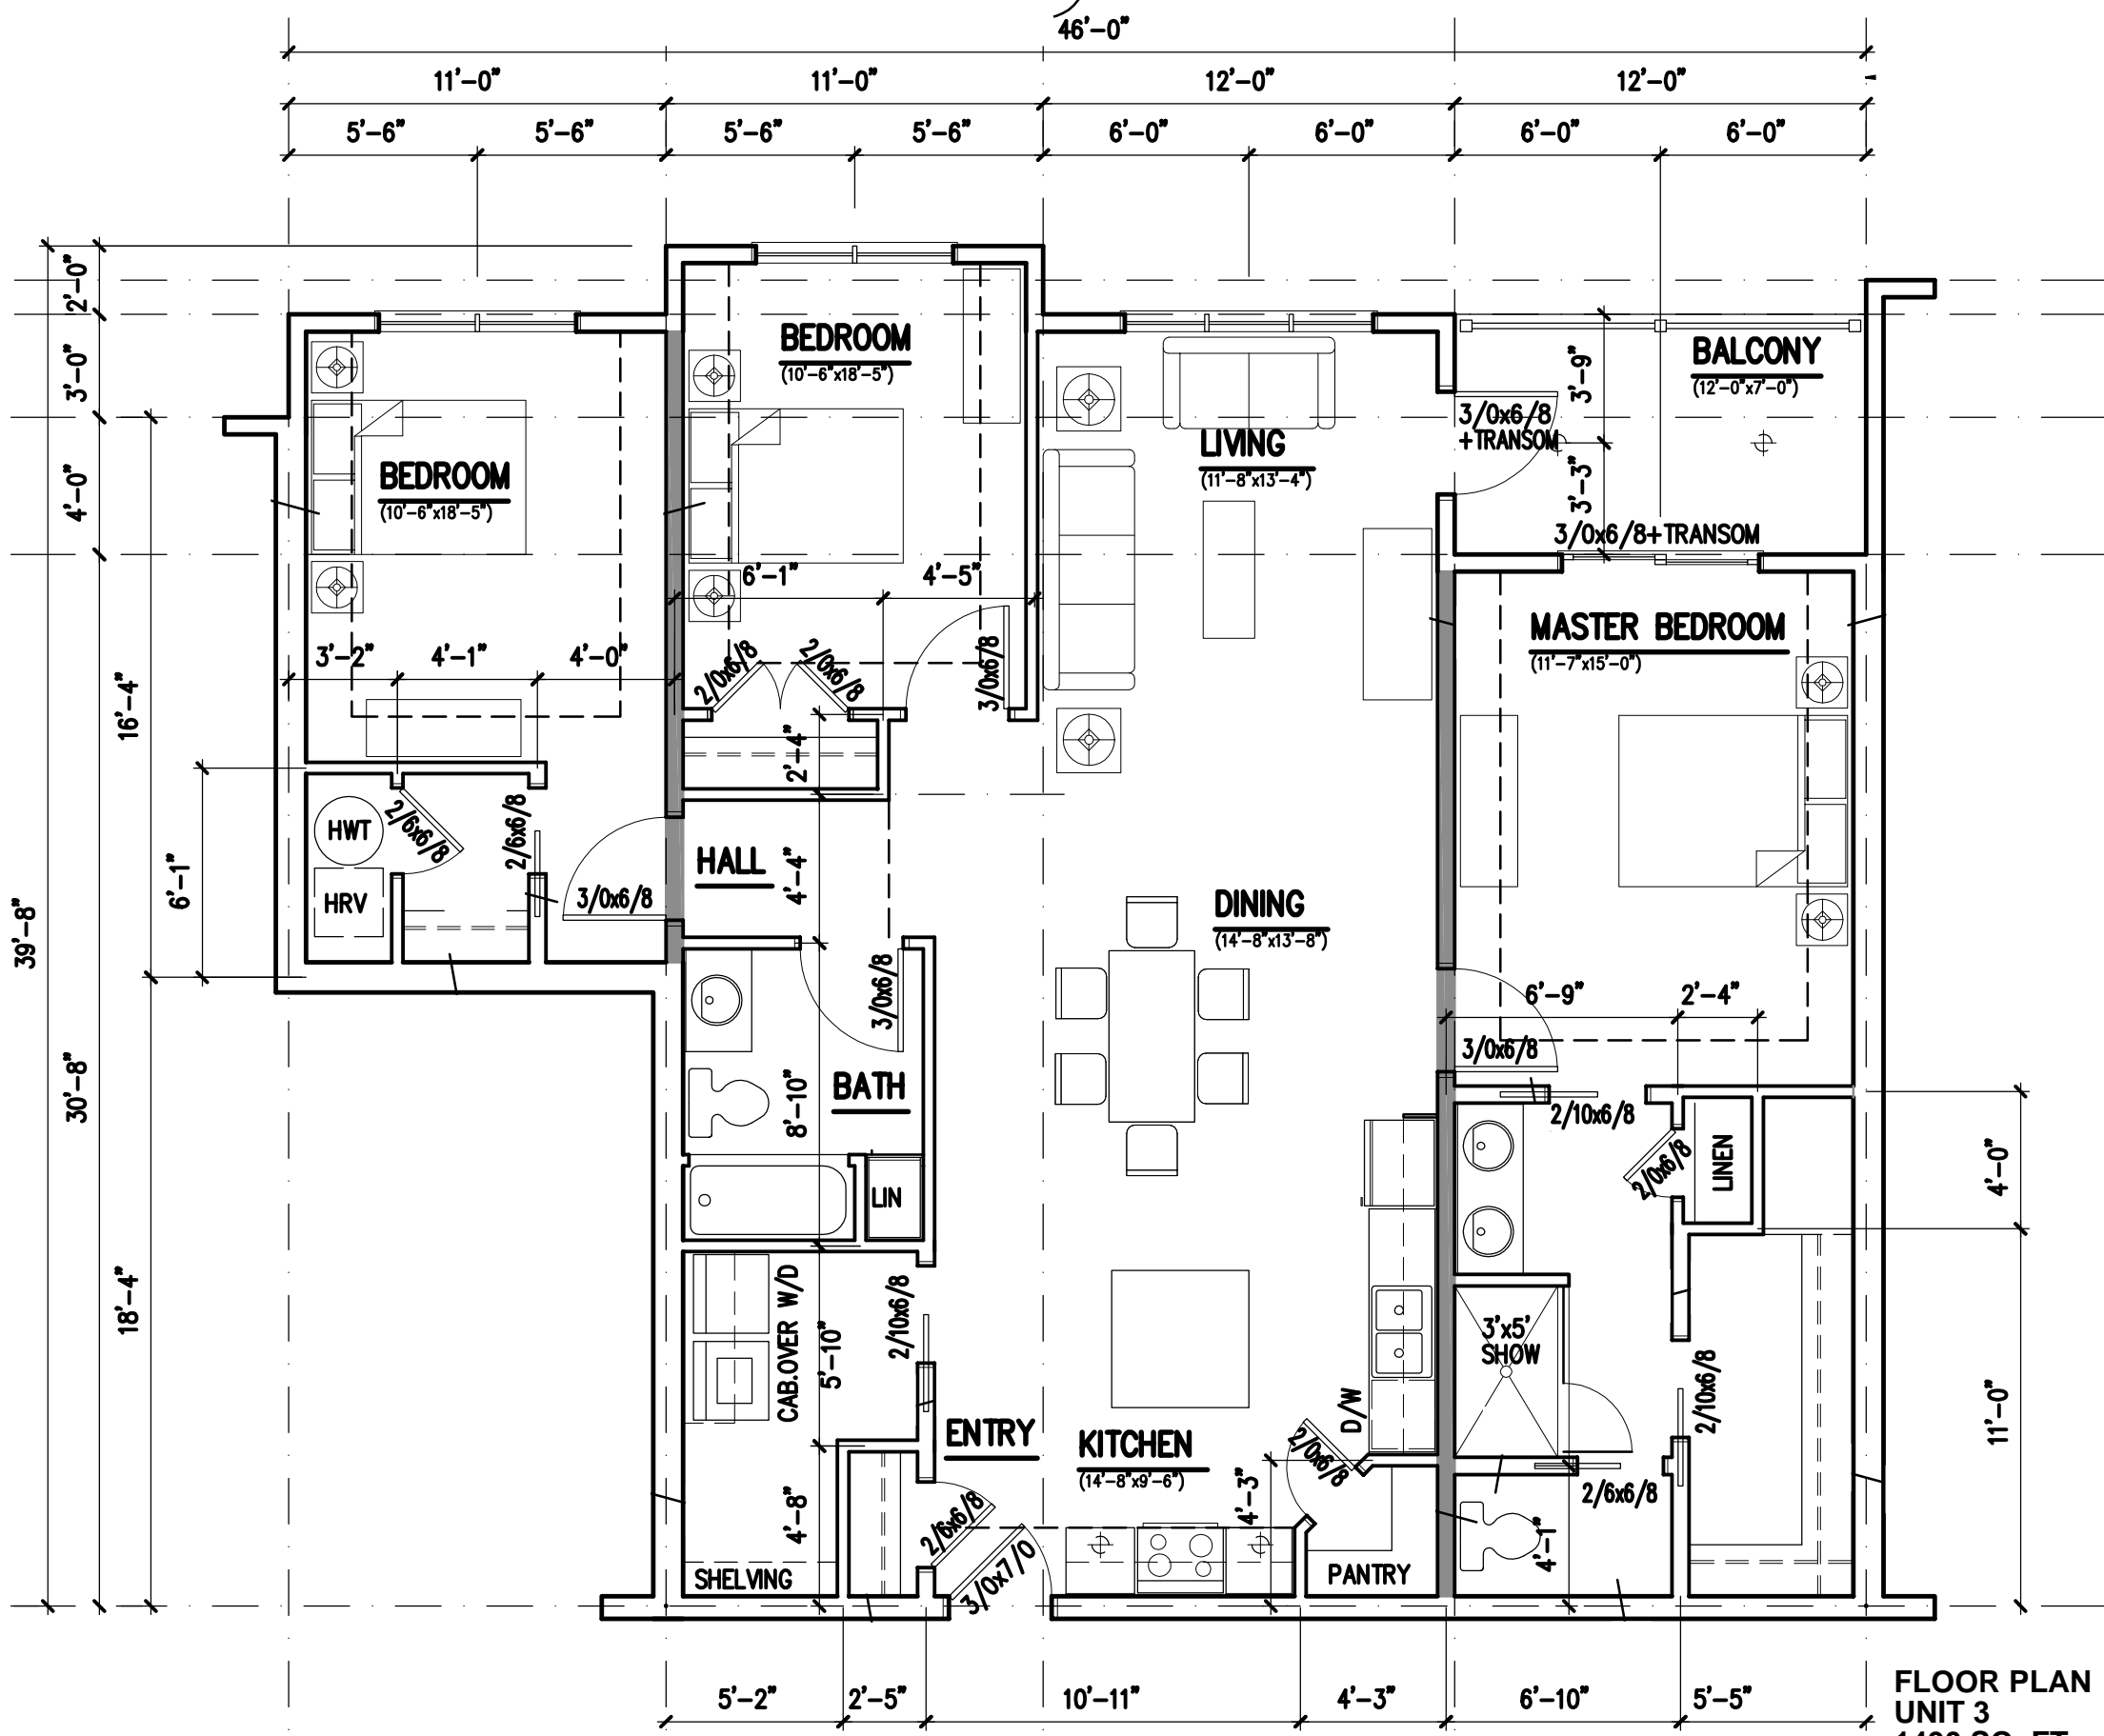 46'-0"
11'-0" 11'-0" 12'-0" 12'-0"
5'-6" 5'-6" 5'-6" 5'-6" 6'-0" 6'-0" 6'-0" 6'-0"
2'-0"
3'-0"
4'-0"
16'-4"
6'-1"
39'-8"
30'-8"
18'-4"
BEDROOM
(10'-6"x18'-5")
BEDROOM
(10'-6"x18'-5")
LIVING
(11'-8"x13'-4")
BALCONY
(12'-0"x7'-0")
3'-9"
3'-3"
3/0x6/8
+TRANSOM
3/0x6/8+TRANSOM
6'-1" 4'-5"
MASTER BEDROOM
(11'-7"x15'-0")
3'-2" 4'-1" 4'-0"
2/0x6/8
2/0x6/8
3/0x6/8
2'-4"
HWT
HRV
2/6x6/8
2/6x6/8
3/0x6/8
HALL
4'-4"
DINING
(14'-8"x13'-8")
3/0x6/8
6'-9" 2'-4"
3/0x6/8
BATH
8'-10"
2/10x6/8
2/0x6/8
LINEN
4'-0"
LIN
CAB.OVER W/D
5'-10"
2/10x6/8
3'x5'
SHOW
2/10x6/8
11'-0"
D/W
ENTRY
KITCHEN
(14'-8"x9'-6")
2/0x6/8
4'-3"
4'-8"
2/6x6/8
3/0x7/0
2/6x6/8
4'-1"
SHELVING
PANTRY
5'-2" 2'-5" 10'-11" 4'-3" 6'-10" 5'-5"
FLOOR PLAN
UNIT 3